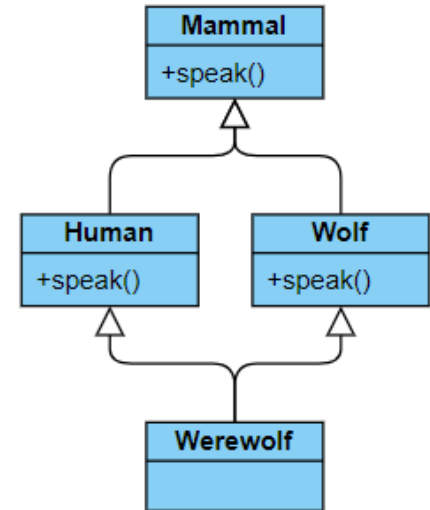 Mammal
+speak()
Human
+speak()
Wolf
+speak()
Werewolf